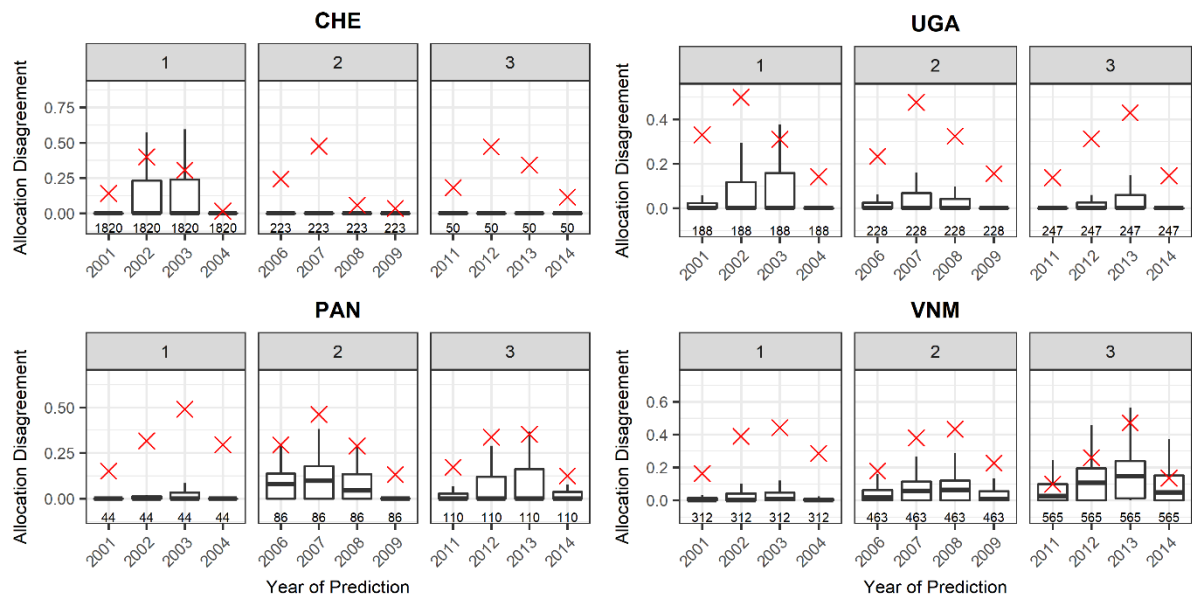 CHE
1 2 3
Allocation Disagreement
0.75
0.50
0.25
0.00
1820 1820 1820 1820 223 223 223 223 50 50 50 50
2001 2002 2003 2004 2006 2007 2008 2009 2011 2012 2013 2014
UGA
1 2 3
Allocation Disagreement
0.4
0.2
0.0
188 188 188 188 228 228 228 228 247 247 247 247
2001 2002 2003 2004 2006 2007 2008 2009 2011 2012 2013 2014
PAN
1 2 3
Allocation Disagreement
0.50
0.25
0.00
44 44 44 44 86 86 86 86 110 110 110 110
2001 2002 2003 2004 2006 2007 2008 2009 2011 2012 2013 2014
Year of Prediction
VNM
1 2 3
Allocation Disagreement
0.6
0.4
0.2
0.0
312 312 312 312 463 463 463 463 565 565 565 565
2001 2002 2003 2004 2006 2007 2008 2009 2011 2012 2013 2014
Year of Prediction